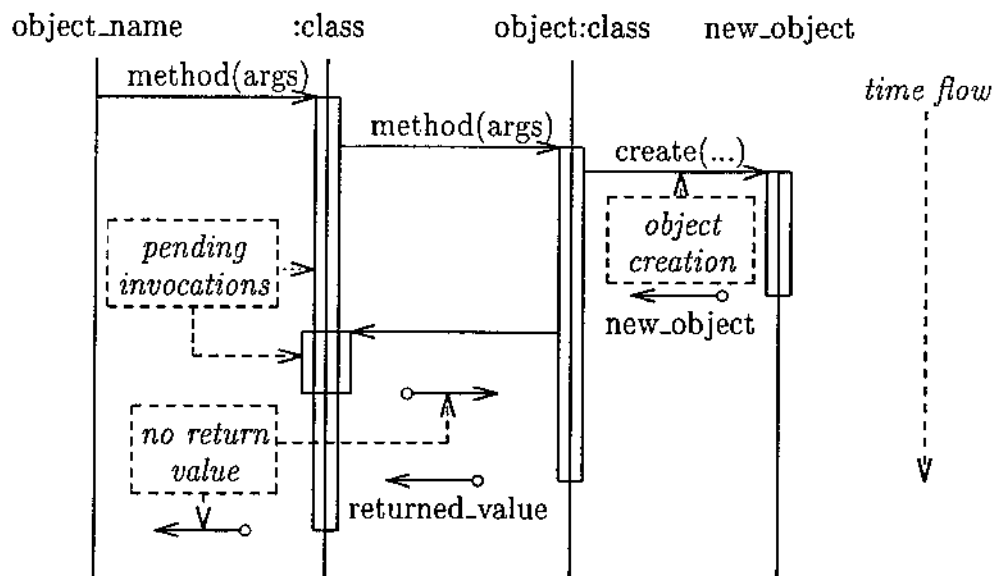 object_name :class object:class new_object
method(args)
time flow
method(args)
create(...)
object
creation
pending
invocations
new_object
no return
value
returned_value